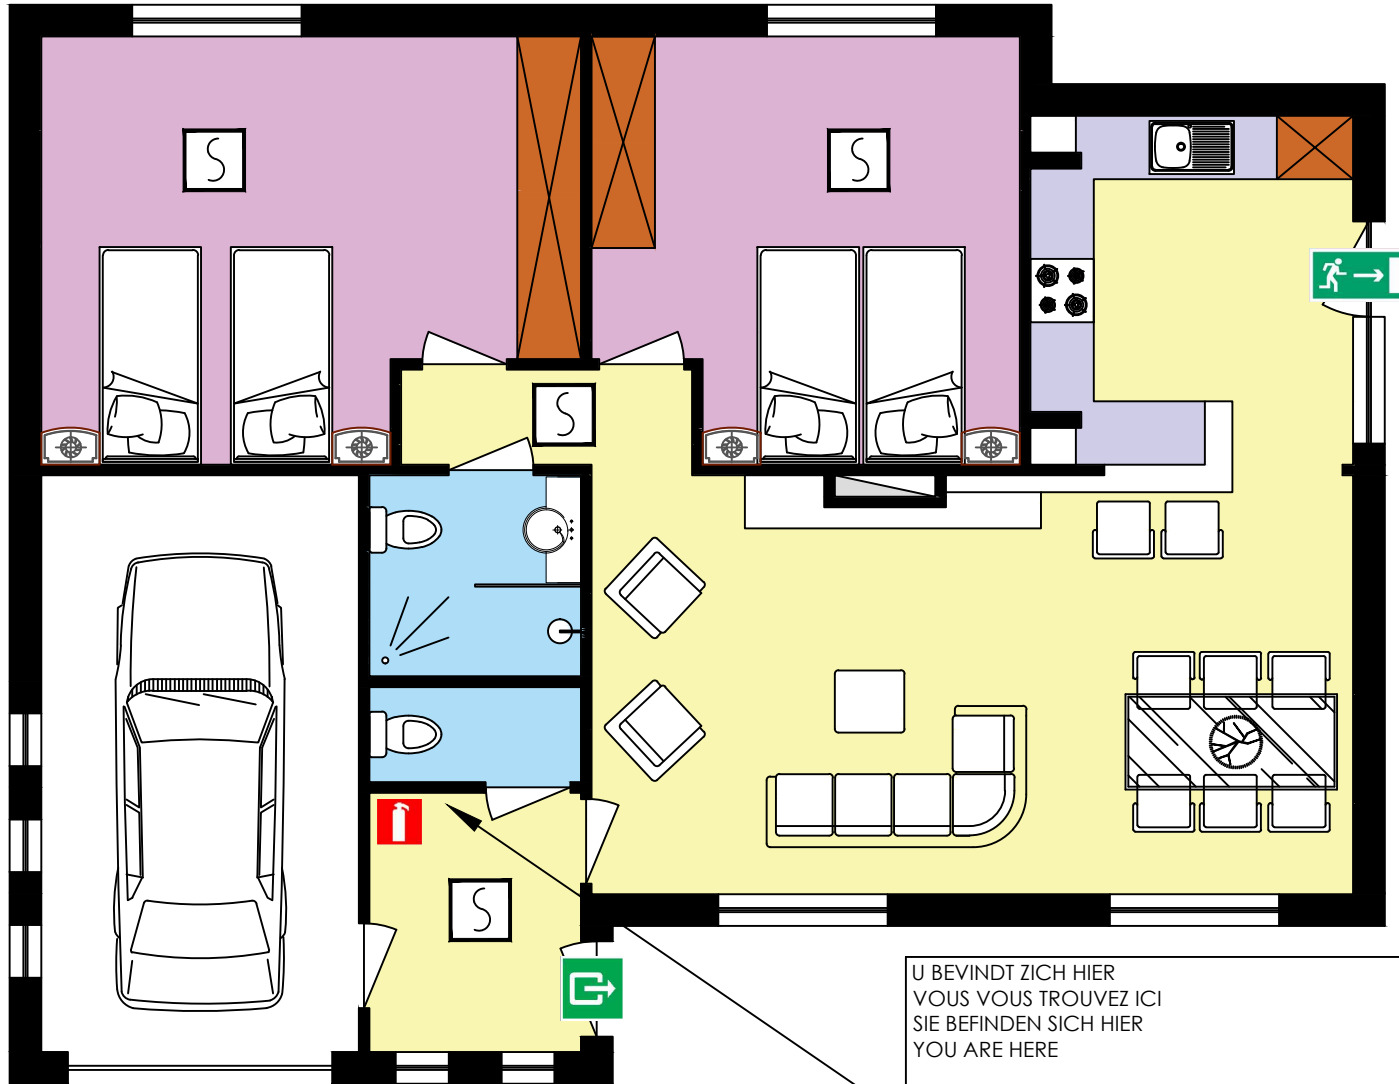 S
S
S
S
U BEVINDT ZICH HIER
VOUS VOUS TROUVEZ ICI
SIE BEFINDEN SICH HIER
YOU ARE HERE